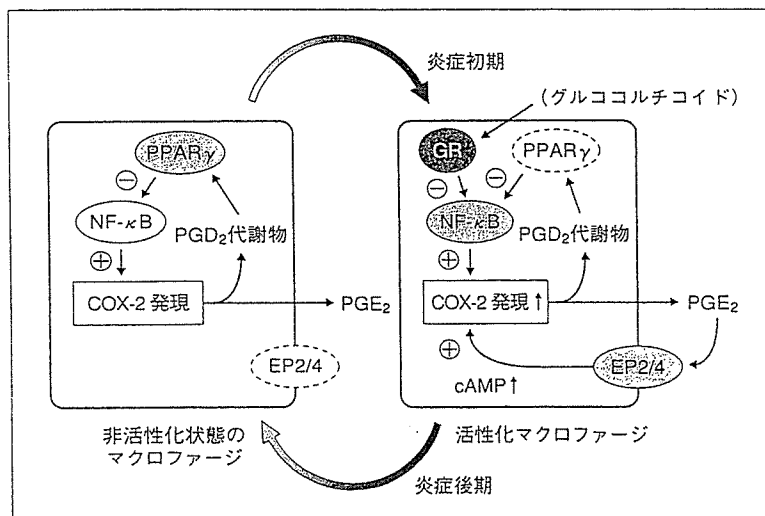 炎症初期
(グルココルチコイド)
PPARγ
⊖
NF-κB
PGD₂代謝物
⊕
COX-2 発現
PGE₂
EP2/4
非活性化状態の
マクロファージ
GR
PPARγ
⊖
⊖
NF-κB
PGD₂代謝物
⊕
COX-2 発現↑
PGE₂
⊕
EP2/4
cAMP↑
活性化マクロファージ
炎症後期